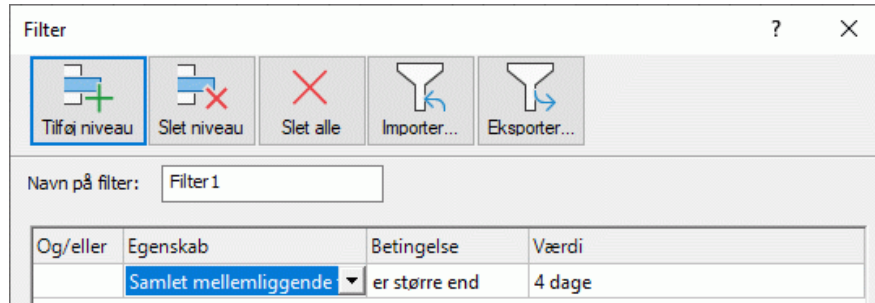 Filter
Tilføj niveau
Slet niveau
Slet alle
Importer...
Eksporter...
Navn på filter: Filter1
Og/eller Egenskab Betingelse Værdi
Samlet mellemliggende er større end 4 dage